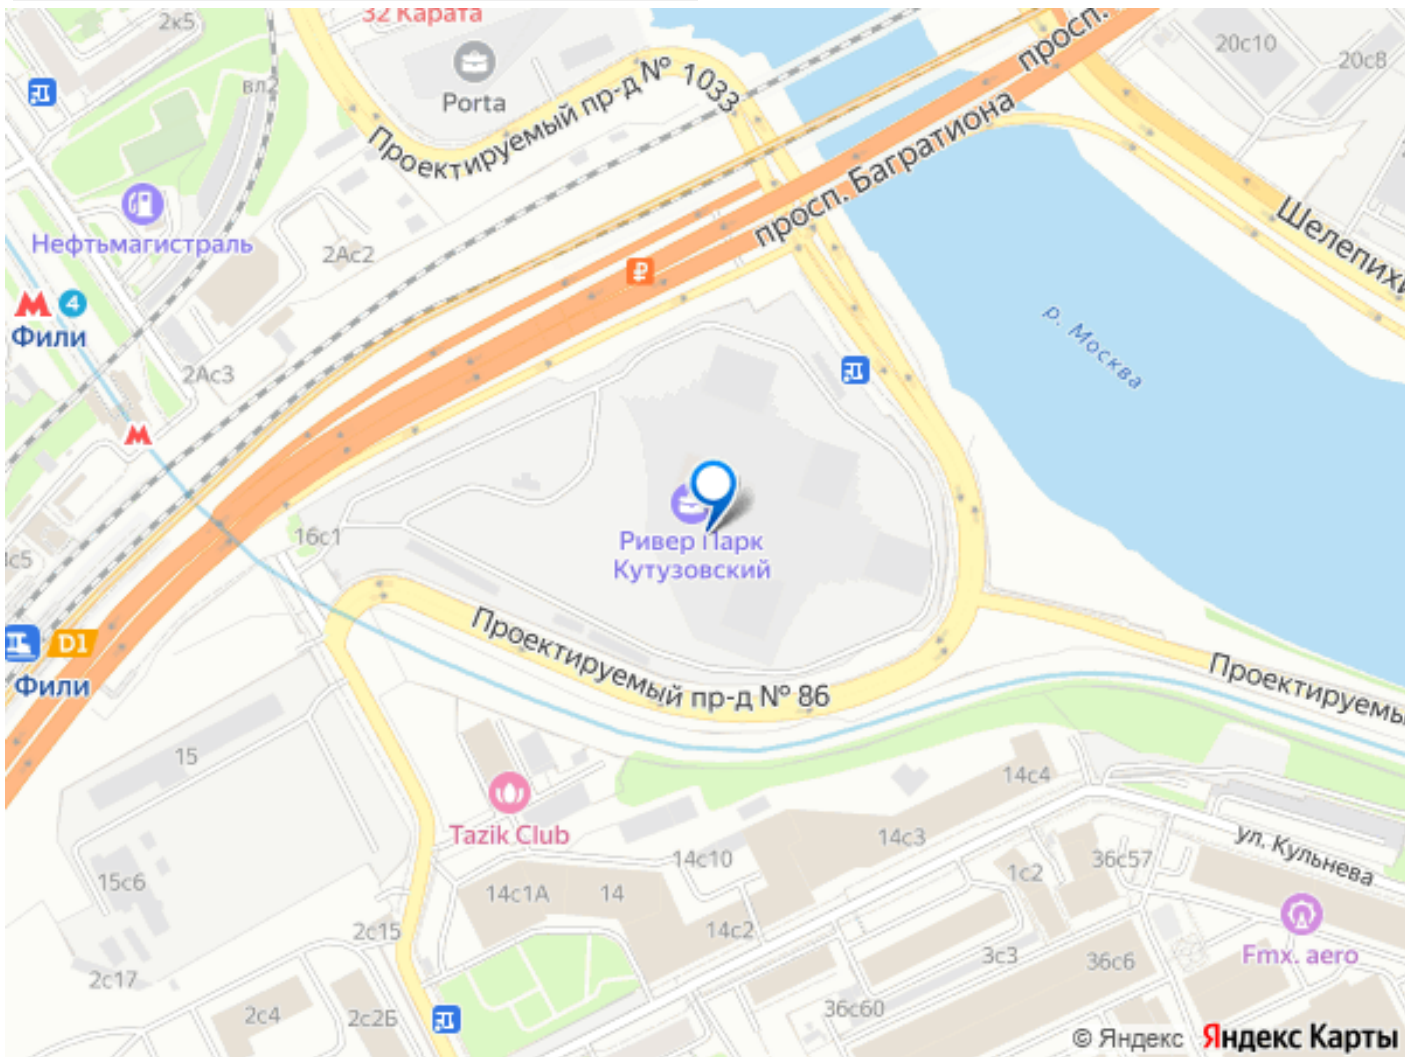 32 Карата
2к5
20с10
20с8
просп.
вл2
Porta
Проектируемый пр-д № 1033
просп. Багратиона
Шелепихи
Нефтьмагистраль
2Ас2
₽
М 4
Фили
р. Москва
2Ас3
М
Ривер Парк
Кутузовский
16с1
с5
D1
Фили
Проектируемый пр-д № 86
Проектируемы
15
14с4
Tazik Club
14с3
ул. Кульнева
14с10
36с57
1с2
15с6
14с1А
14
2с15
14с2
3с3
Fmx. aero
36с6
2с17
36с60
2с4
2с2Б
© Яндекс Яндекс Карты